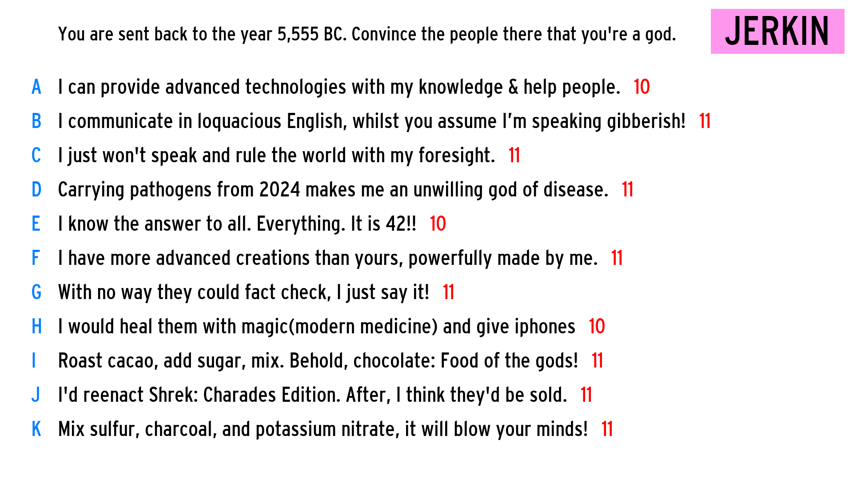 You are sent back to the year 5,555 BC. Convince the people there that you're a god.
JERKIN
A I can provide advanced technologies with my knowledge & help people. 10
B I communicate in loquacious English, whilst you assume I’m speaking gibberish! 11
C I just won't speak and rule the world with my foresight. 11
D Carrying pathogens from 2024 makes me an unwilling god of disease. 11
E I know the answer to all. Everything. It is 42!! 10
F I have more advanced creations than yours, powerfully made by me. 11
G With no way they could fact check, I just say it! 11
H I would heal them with magic(modern medicine) and give iphones 10
I Roast cacao, add sugar, mix. Behold, chocolate: Food of the gods! 11
J I'd reenact Shrek: Charades Edition. After, I think they'd be sold. 11
K Mix sulfur, charcoal, and potassium nitrate, it will blow your minds! 11